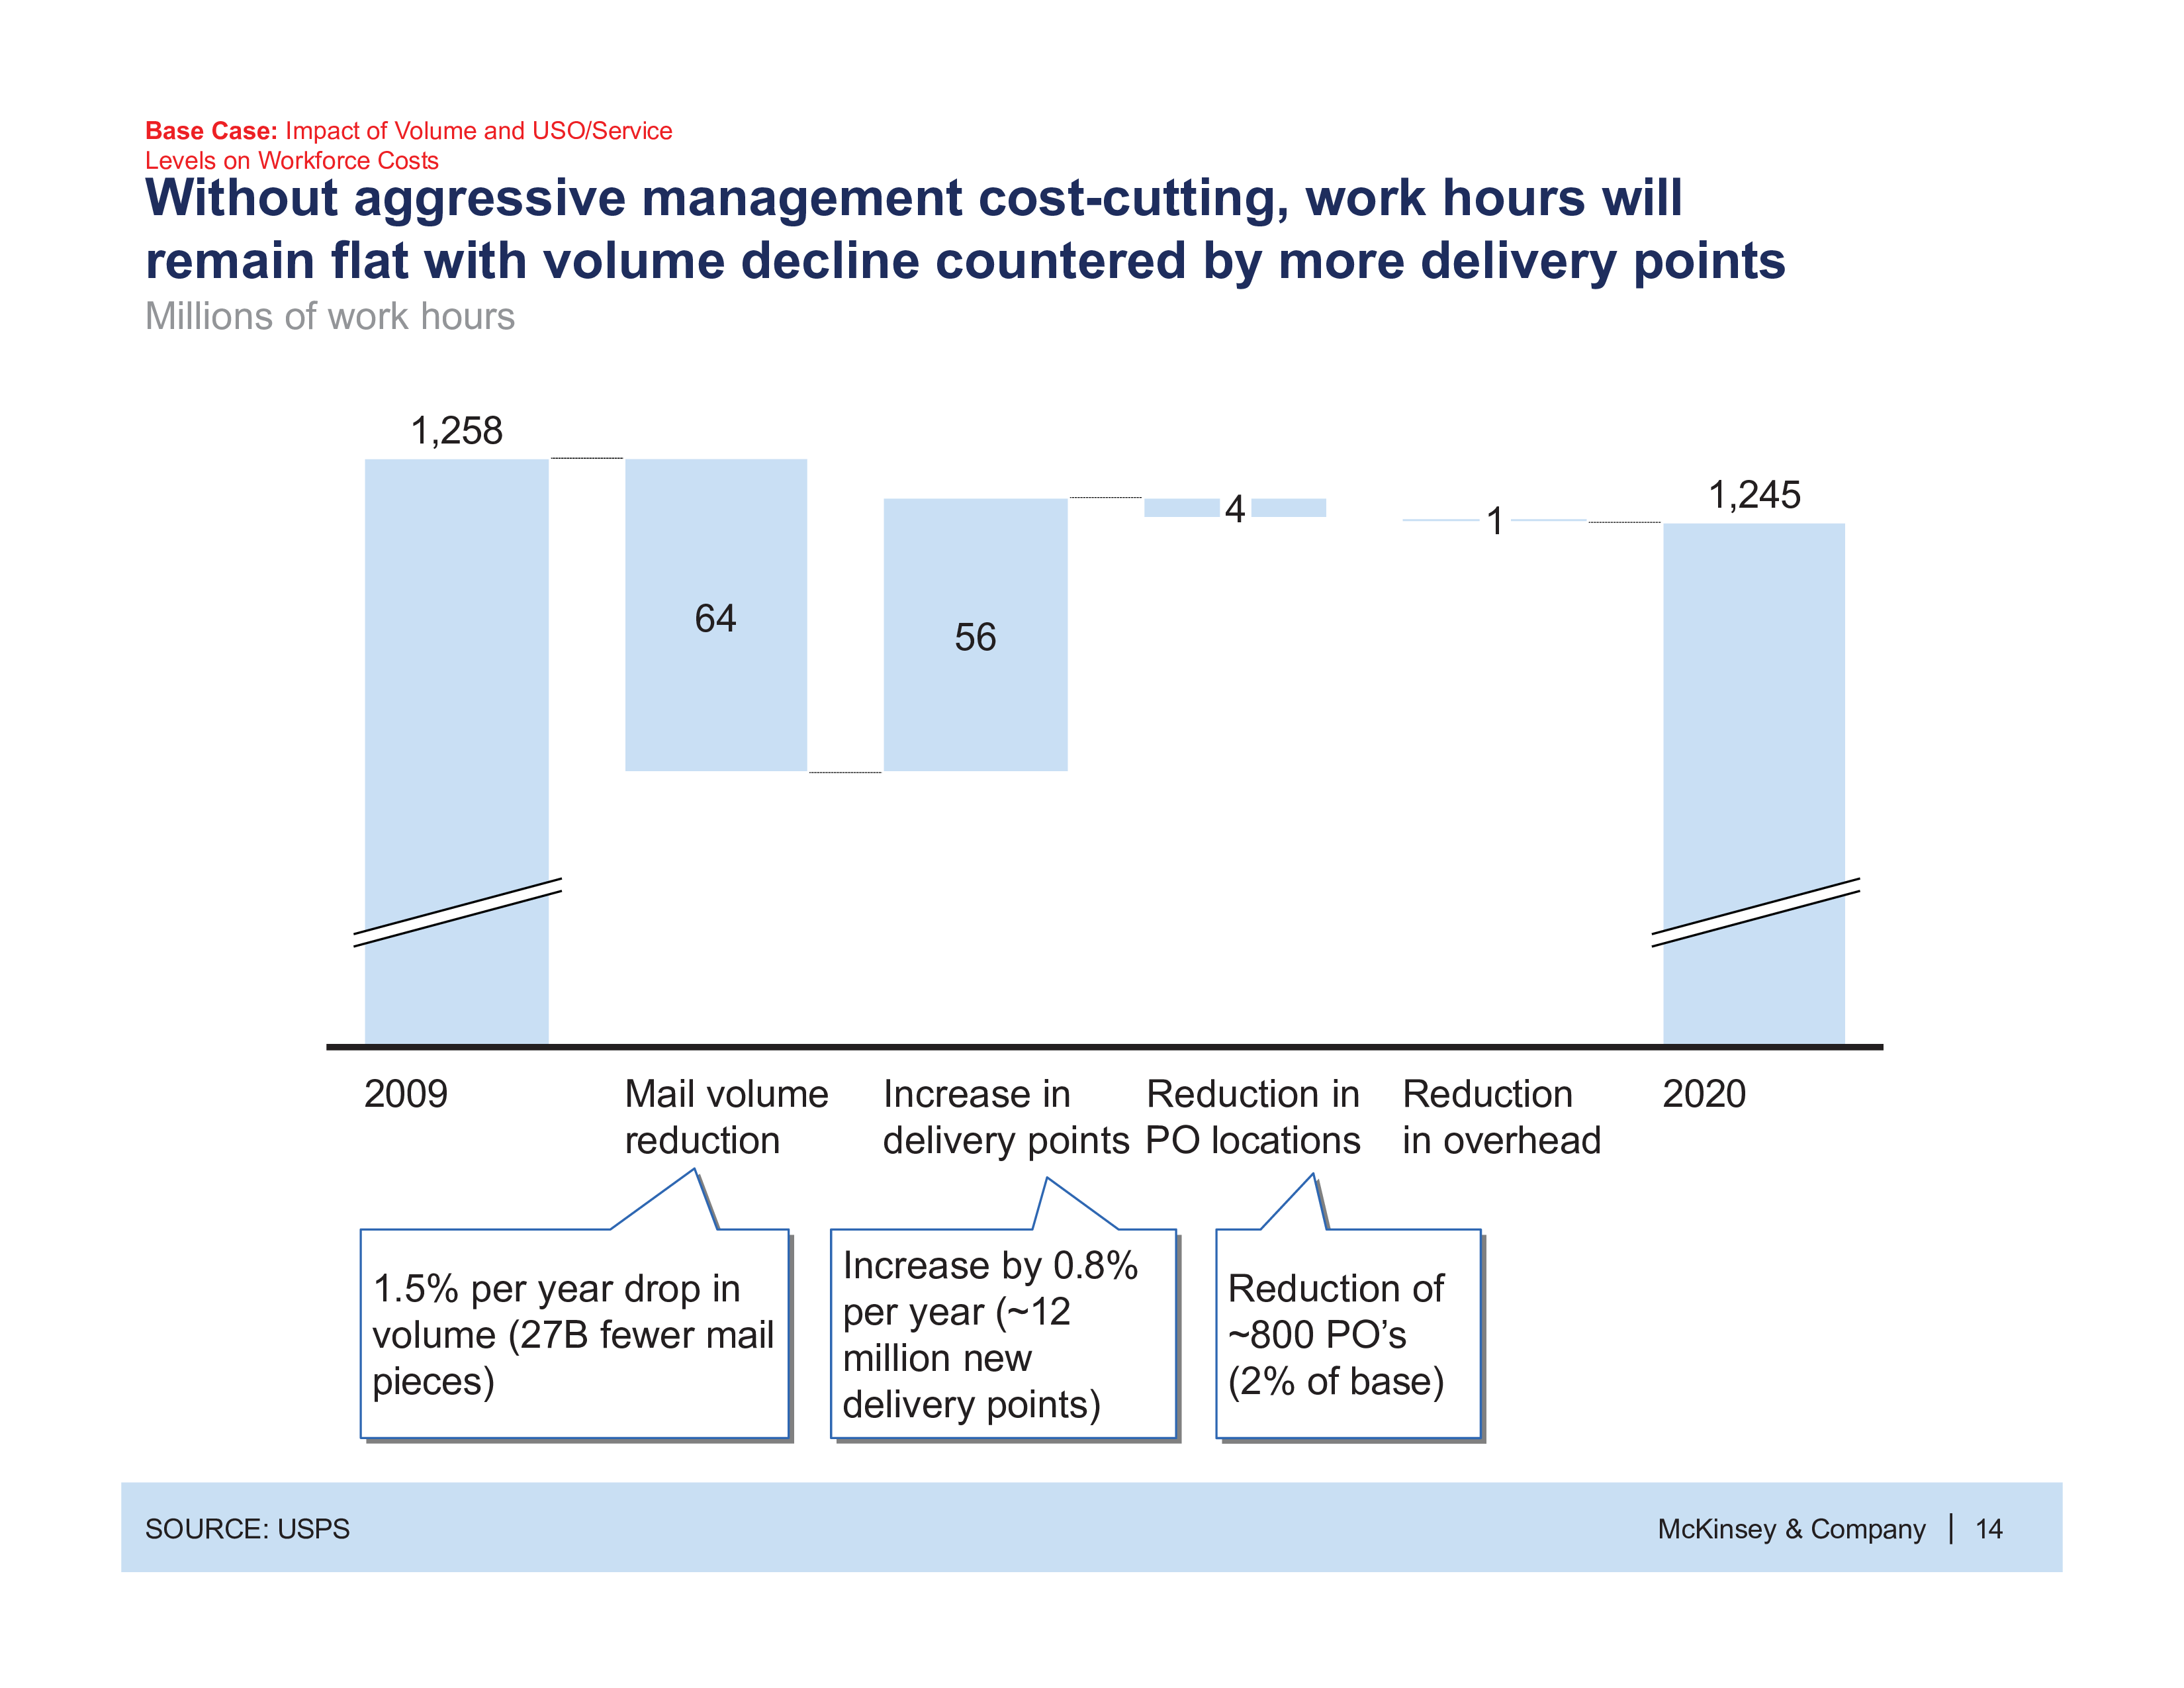 Base Case: Impact of Volume and USO/Service
Levels on Workforce Costs
Without aggressive management cost-cutting, work hours will
remain flat with volume decline countered by more delivery points
Millions of work hours
1,258
64
56
4
1
1,245
2009
Mail volume
reduction
Increase in
delivery points
Reduction in
PO locations
Reduction
in overhead
2020
1.5% per year drop in
volume (27B fewer mail
pieces)
Increase by 0.8%
per year (~12
million new
delivery points)
Reduction of
~800 PO’s
(2% of base)
SOURCE: USPS
McKinsey & Company | 14